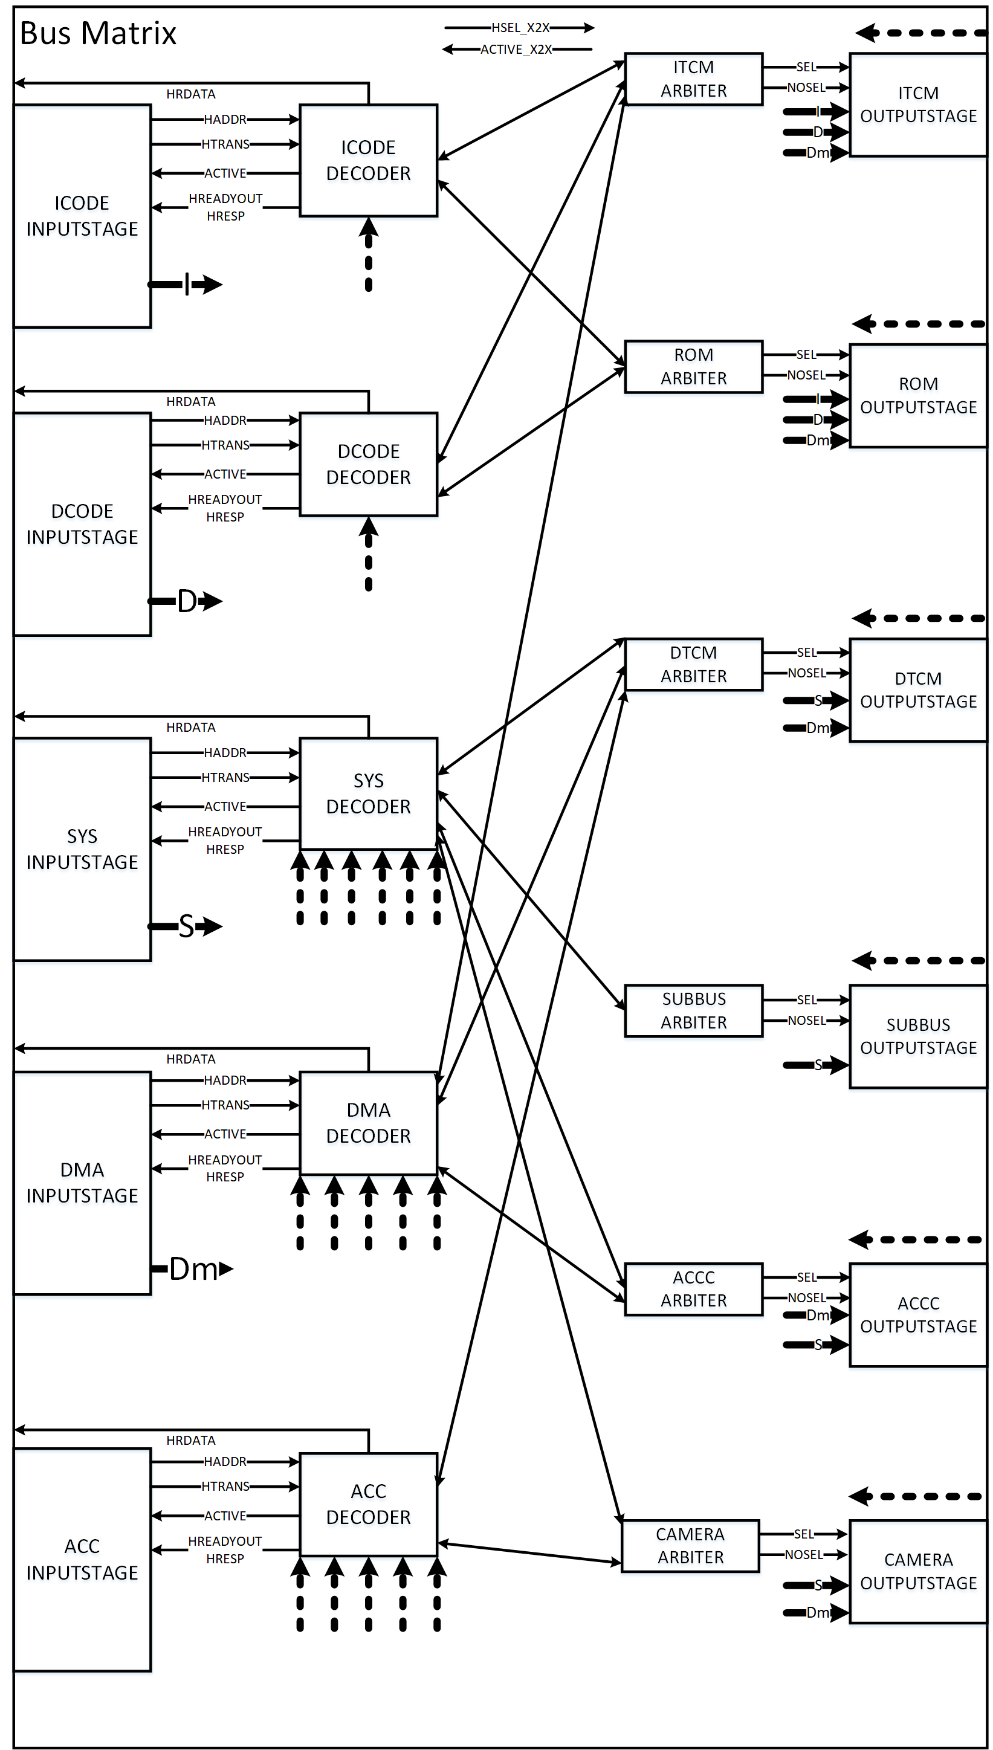 Bus Matrix
HSEL_X2X
ACTIVE_X2X
HRDATA
HADDR
HTRANS
ACTIVE
HREADYOUT
HRESP
ICODE
INPUTSTAGE
I
ICODE
DECODER
ITCM
ARBITER
SEL
NOSEL
I
D
Dm
ITCM
OUTPUTSTAGE
ROM
ARBITER
SEL
NOSEL
I
D
Dm
ROM
OUTPUTSTAGE
HRDATA
HADDR
HTRANS
ACTIVE
HREADYOUT
HRESP
DCODE
INPUTSTAGE
D
DCODE
DECODER
DTCM
ARBITER
SEL
NOSEL
S
Dm
DTCM
OUTPUTSTAGE
HRDATA
HADDR
HTRANS
ACTIVE
HREADYOUT
HRESP
SYS
INPUTSTAGE
S
SYS
DECODER
SUBBUS
ARBITER
SEL
NOSEL
S
SUBBUS
OUTPUTSTAGE
HRDATA
HADDR
HTRANS
ACTIVE
HREADYOUT
HRESP
DMA
INPUTSTAGE
Dm
DMA
DECODER
ACCC
ARBITER
SEL
NOSEL
Dm
S
ACCC
OUTPUTSTAGE
HRDATA
HADDR
HTRANS
ACTIVE
HREADYOUT
HRESP
ACC
INPUTSTAGE
ACC
DECODER
CAMERA
ARBITER
SEL
NOSEL
S
Dm
CAMERA
OUTPUTSTAGE